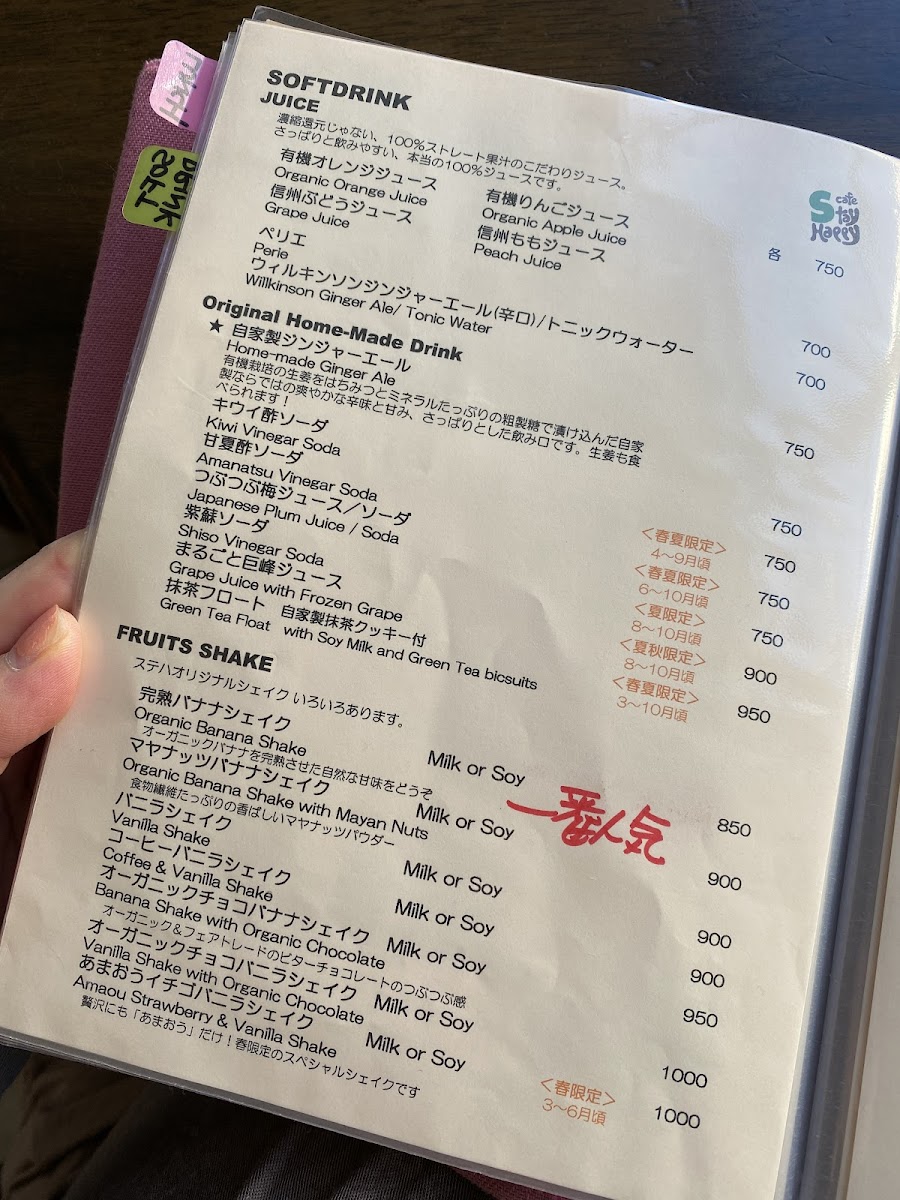 SOFTDRINK
JUICE
濃縮還元じゃない、100%ストレート果汁のこだわりジュース。
さっぱりと飲みやすい、本当の100%ジュースです。
有機オレンジジュース
Organic Orange Juice
有機りんごジュース
Organic Apple Juice
信州ぶどうジュース
Grape Juice
信州ももジュース
Peach Juice
各 750
cafe
Stay
Happy
ペリエ
Perie
700
ウィルキンソンジンジャーエール(辛口)/トニックウォーター
Willkinson Ginger Ale/ Tonic Water
700
Original Home-Made Drink
★ 自家製ジンジャーエール
Home-made Ginger Ale
750
有機栽培の生姜をはちみつとミネラルたっぷりの粗製糖で漬け込んだ自家
製ならではの爽やかな辛味と甘み、さっぱりとした飲み口です。生姜も食
べられます！
キウイ酢ソーダ
Kiwi Vinegar Soda
750
甘夏酢ソーダ
Amanatsu Vinegar Soda
<春夏限定>
4〜9月頃
750
つぶつぶ梅ジュース／ソーダ
Japanese Plum Juice / Soda
<春夏限定>
6〜10月頃
750
紫蘇ソーダ
Shiso Vinegar Soda
<夏限定>
8〜10月頃
750
まるごと巨峰ジュース
Grape Juice with Frozen Grape
<夏秋限定>
8〜10月頃
900
抹茶フロート 自家製抹茶クッキー付
Green Tea Float with Soy Milk and Green Tea bicsuits
<春夏限定>
3〜10月頃
950
FRUITS SHAKE
ステハオリジナルシェイク いろいろあります。
完熟バナナシェイク
Organic Banana Shake
Milk or Soy
850
オーガニックバナナを完熟させた自然な甘味をどうぞ
マヤナッツバナナシェイク
Organic Banana Shake with Mayan Nuts
Milk or Soy
一番人気
900
食物繊維たっぷりの香ばしいマヤナッツパウダー
バニラシェイク
Vanilla Shake
Milk or Soy
900
コーヒーバニラシェイク
Coffee & Vanilla Shake
Milk or Soy
900
オーガニックチョコバナナシェイク
Banana Shake with Organic Chocolate
Milk or Soy
950
オーガニック&フェアトレードのビターチョコレートのつぶつぶ感
オーガニックチョコバニラシェイク
Vanilla Shake with Organic Chocolate
Milk or Soy
1000
あまおうイチゴバニラシェイク
Amaou Strawberry & Vanilla Shake
Milk or Soy
<春限定>
3〜6月頃
1000
贅沢にも「あまおう」だけ！春限定のスペシャルシェイクです
SOFT
DRINK